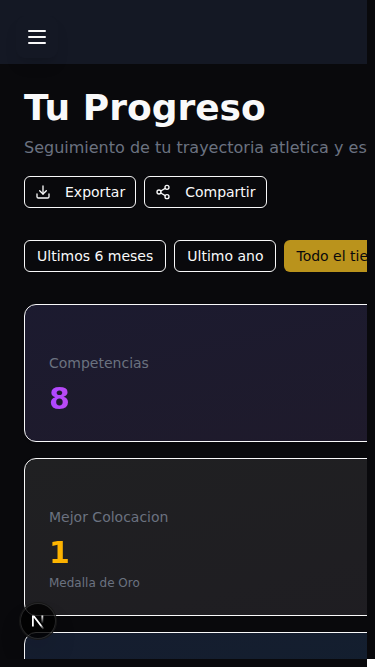 Tu Progreso
Seguimiento de tu trayectoria atletica y es
Exportar
Compartir
Ultimos 6 meses
Ultimo ano
Todo el tie
Competencias
8
Mejor Colocacion
1
Medalla de Oro
N